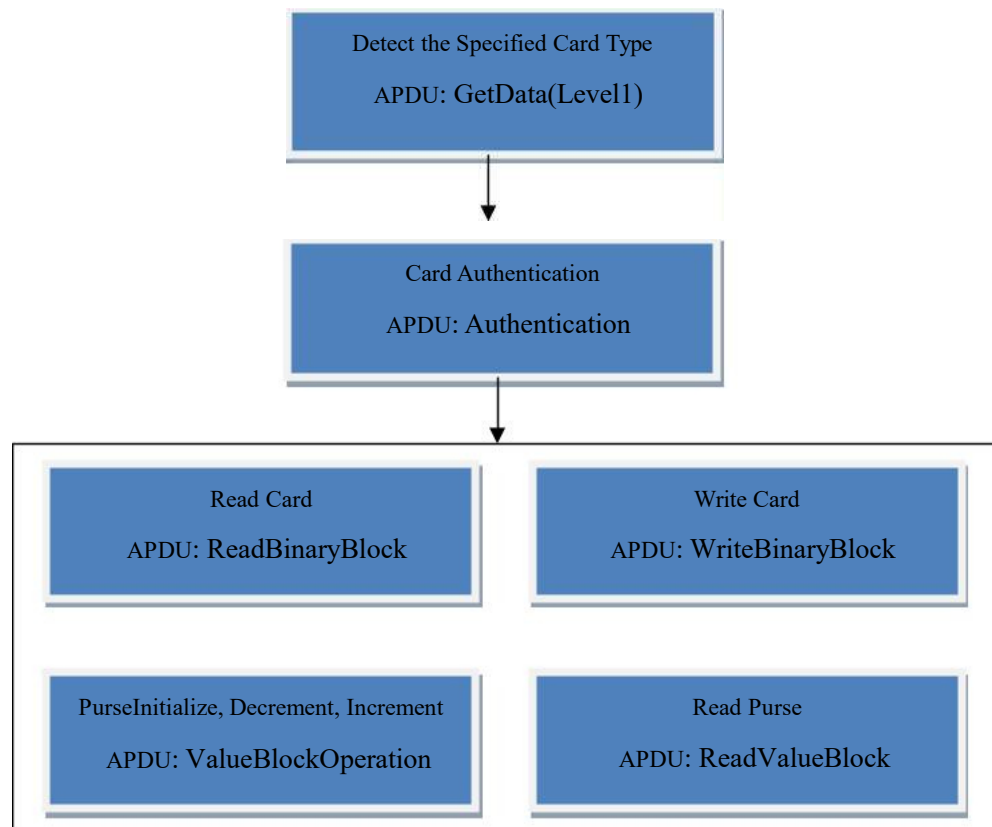 Detect the Specified Card Type
APDU: GetData(Level1)
Card Authentication
APDU: Authentication
Read Card
APDU: ReadBinaryBlock
Write Card
APDU: WriteBinaryBlock
PurseInitialize, Decrement, Increment
APDU: ValueBlockOperation
Read Purse
APDU: ReadValueBlock